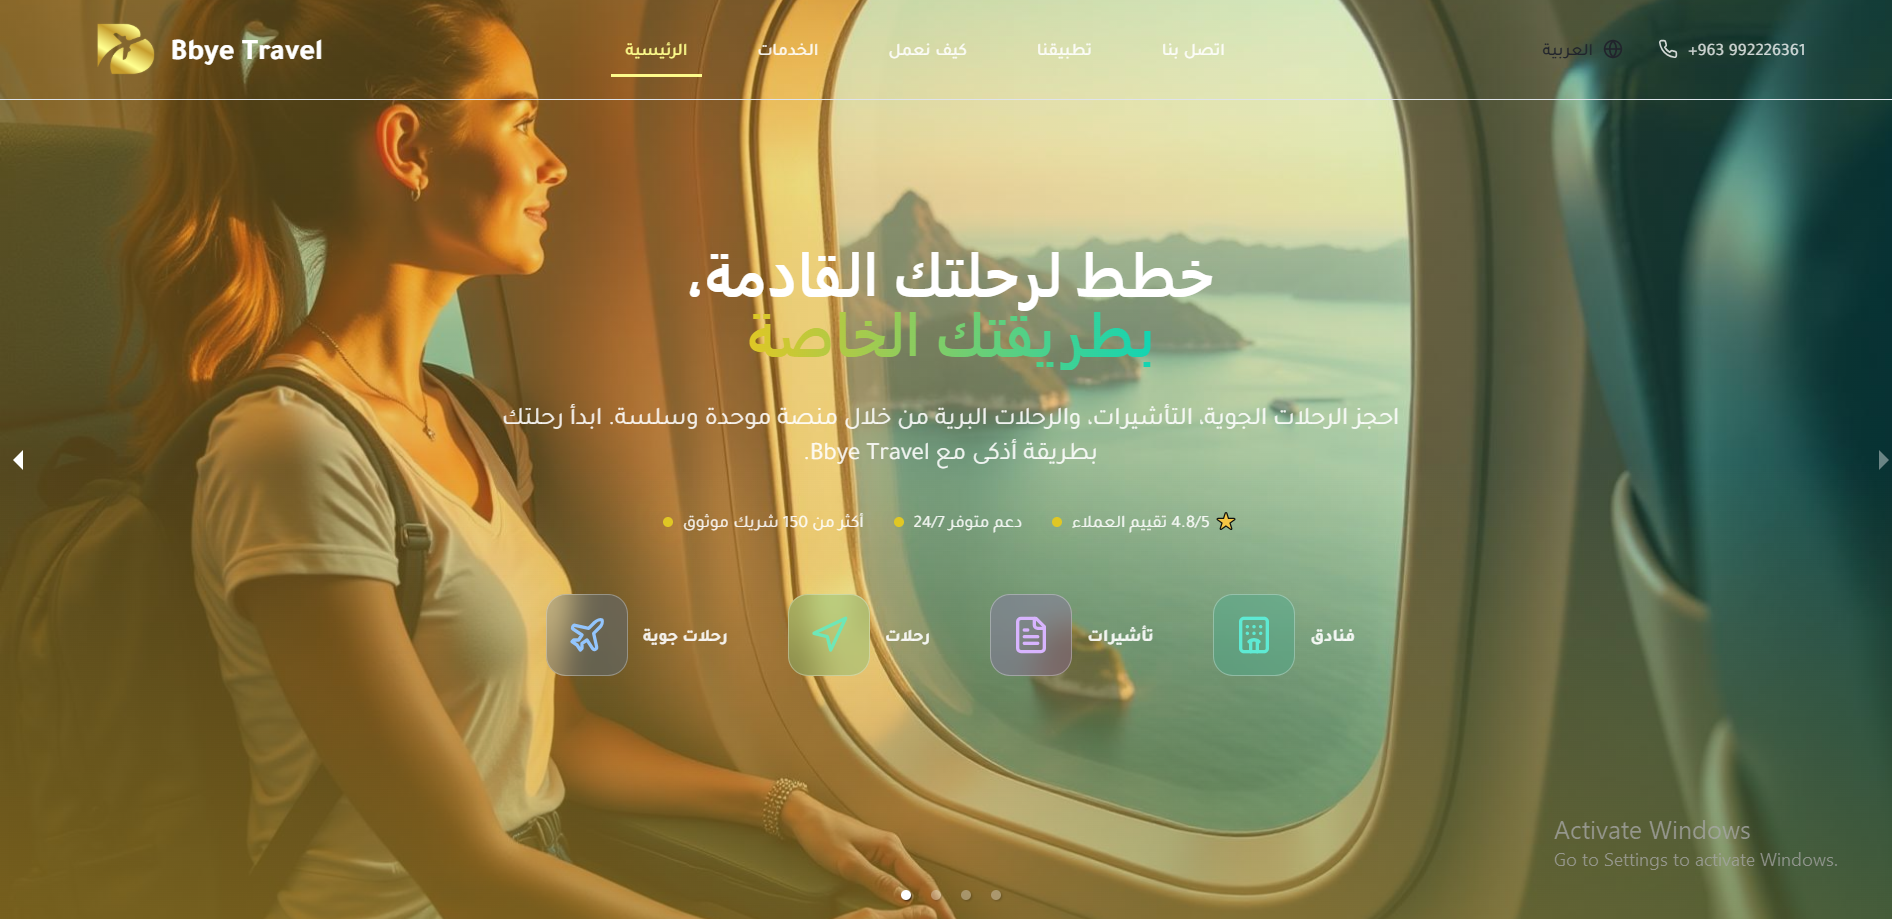 Bbye Travel
الرئيسية
الخدمات
كيف نعمل
تطبيقنا
اتصل بنا
العربية
+963 992226361
خطط لرحلتك القادمة،
بطريقتك الخاصة
احجز الرحلات الجوية، التأشيرات، والرحلات البرية من خلال منصة موحدة وسلسة. ابدأ رحلتك
بطريقة أذكى مع Bbye Travel.
4.8/5 تقييم العملاء
دعم متوفر 24/7
أكثر من 150 شريك موثوق
رحلات جوية
رحلات
تأشيرات
فنادق
Activate Windows
Go to Settings to activate Windows.